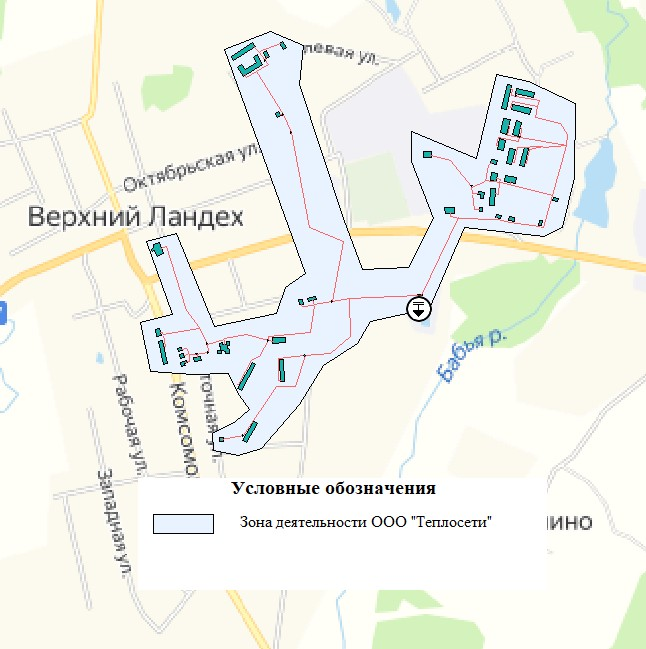 левая ул.
Октябрьская ул.
Верхний Ландех
Бабья р.
Рабочая ул.
Комсомо
точная ул.
Западная ул.
Условные обозначения
Зона деятельности ООО "Теплосети"
лино